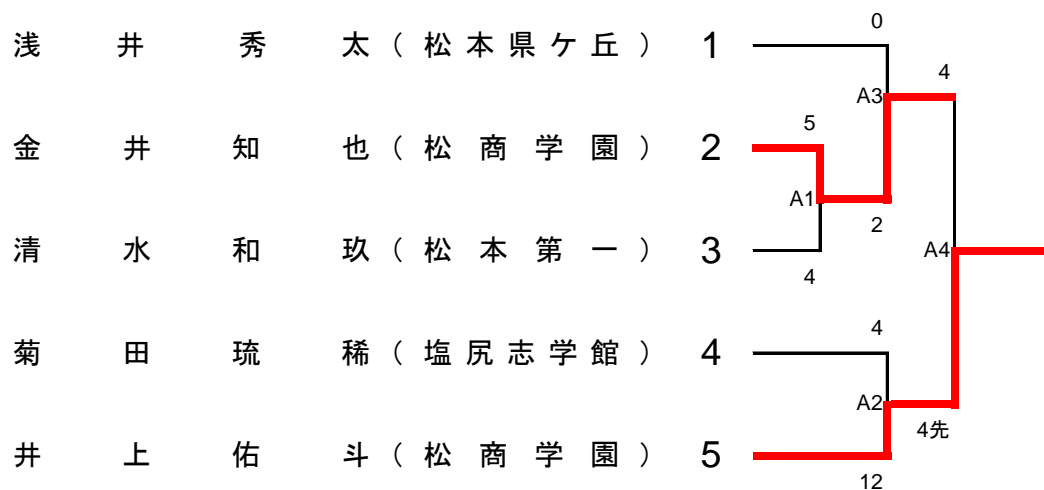 浅井秀太(松本県ケ丘) 1
0
A3
4
金井知也(松商学園) 2
5
A1
2
清水和玖(松本第一) 3
4
A4
菊田琉稀(塩尻志学館) 4
4
A2
4先
井上佑斗(松商学園) 5
12